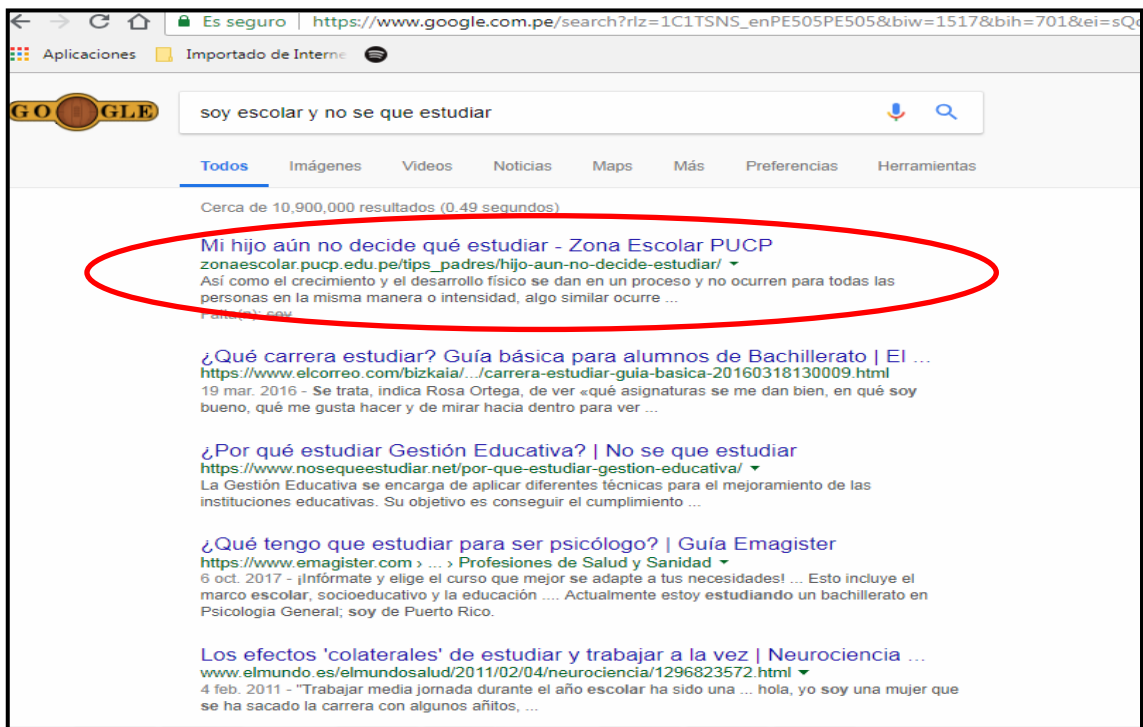 Es seguro | https://www.google.com.pe/search?rlz=1C1TSNS_enPE505PE505&biw=1517&bih=701&ei=sQ
Aplicaciones Importado de Interne
GO GLE
soy escolar y no se que estudiar
Todos Imágenes Videos Noticias Maps Más Preferencias Herramientas
Cerca de 10,900,000 resultados (0.49 segundos)
Mi hijo aún no decide qué estudiar - Zona Escolar PUCP
zonaescolar.pucp.edu.pe/tips_padres/hijo-aun-no-decide-estudiar/
Así como el crecimiento y el desarrollo físico se dan en un proceso y no ocurren para todas las
personas en la misma manera o intensidad, algo similar ocurre ...
Falta(n): soy
¿Qué carrera estudiar? Guía básica para alumnos de Bachillerato | El ...
https://www.elcorreo.com/bizkaia/.../carrera-estudiar-guia-basica-20160318130009.html
19 mar. 2016 - Se trata, indica Rosa Ortega, de ver «qué asignaturas se me dan bien, en qué soy
bueno, qué me gusta hacer y de mirar hacia dentro para ver ...
¿Por qué estudiar Gestión Educativa? | No se que estudiar
https://www.nosequeestudiar.net/por-que-estudiar-gestion-educativa/
La Gestión Educativa se encarga de aplicar diferentes técnicas para el mejoramiento de las
instituciones educativas. Su objetivo es conseguir el cumplimiento ...
¿Qué tengo que estudiar para ser psicólogo? | Guía Emagister
https://www.emagister.com › ... › Profesiones de Salud y Sanidad
6 oct. 2017 - ¡Infórmate y elige el curso que mejor se adapte a tus necesidades! ... Esto incluye el
marco escolar, socioeducativo y la educación .... Actualmente estoy estudiando un bachillerato en
Psicologia General; soy de Puerto Rico.
Los efectos 'colaterales' de estudiar y trabajar a la vez | Neurociencia ...
www.elmundo.es/elmundosalud/2011/02/04/neurociencia/1296823572.html
4 feb. 2011 - "Trabajar media jornada durante el año escolar ha sido una ... hola, yo soy una mujer que
se ha sacado la carrera con algunos añitos, ...